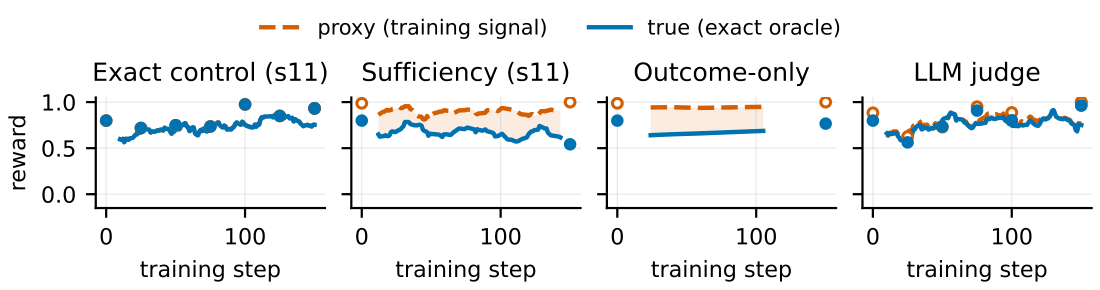 proxy (training signal) true (exact oracle)
Exact control (s11) Sufficiency (s11) Outcome-only LLM judge
reward
1.0
0.5
0.0
0 100 0 100 0 100 0 100
training step training step training step training step